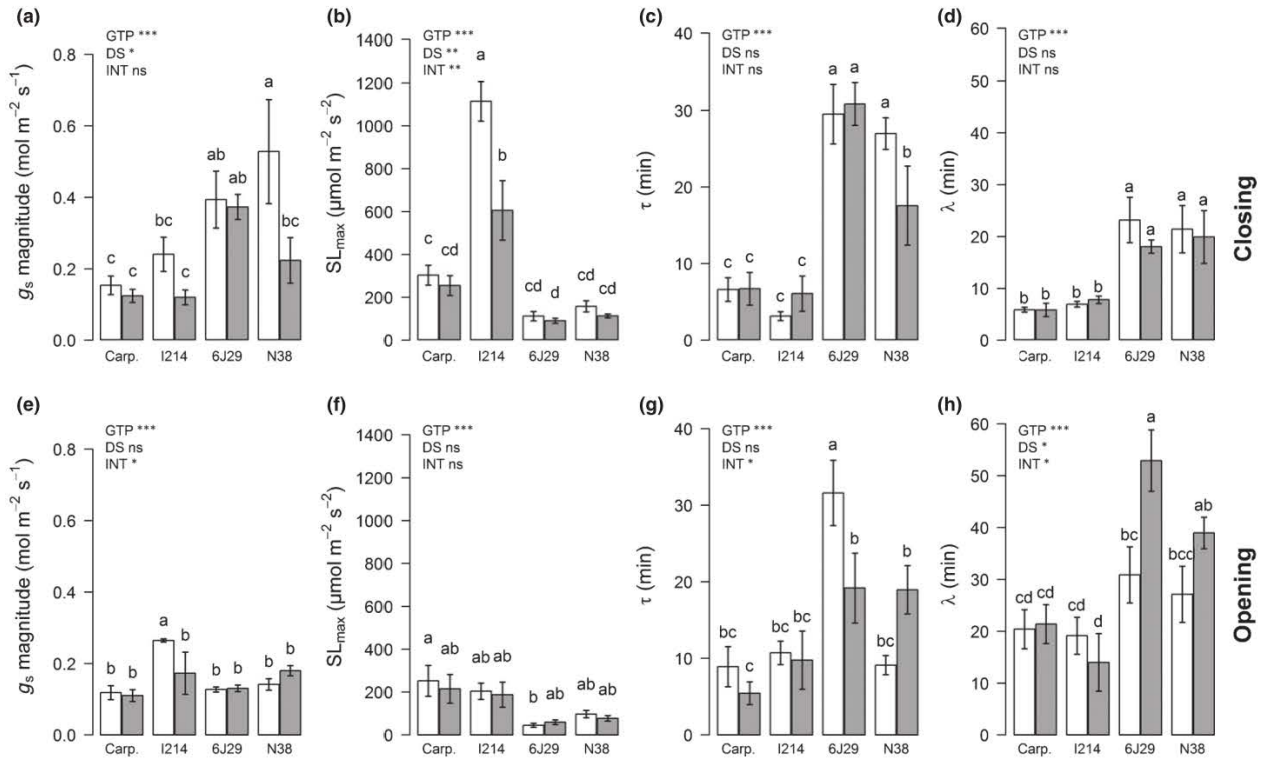 (a)
GTP ***
DS *
INT ns
gs magnitude (mol m−2 s−1)
0.8
0.6
0.4
0.2
0.0
c
c
bc
c
ab
ab
a
bc
Carp. I214 6J29 N38
(b)
GTP ***
DS **
INT **
SLmax (µmol m−2 s−2)
1400
1200
1000
800
600
400
200
0
c
cd
a
b
cd
d
cd
cd
Carp. I214 6J29 N38
(c)
GTP ***
DS ns
INT ns
τ (min)
40
30
20
10
0
c
c
c
c
a
a
a
b
Carp. I214 6J29 N38
(d)
GTP ***
DS ns
INT ns
λ (min)
60
50
40
30
20
10
0
b
b
b
b
a
a
a
a
Carp. I214 6J29 N38
Closing
(e)
GTP ***
DS ns
INT *
gs magnitude (mol m−2 s−1)
0.8
0.6
0.4
0.2
0.0
b
b
a
b
b
b
b
b
Carp. I214 6J29 N38
(f)
GTP ***
DS ns
INT ns
SLmax (µmol m−2 s−2)
1400
1200
1000
800
600
400
200
0
a
ab
ab
ab
b
ab
ab
ab
Carp. I214 6J29 N38
(g)
GTP ***
DS ns
INT *
τ (min)
40
30
20
10
0
bc
c
bc
bc
a
b
bc
b
Carp. I214 6J29 N38
(h)
GTP ***
DS *
INT *
λ (min)
60
50
40
30
20
10
0
cd
cd
cd
d
bc
a
bcc
ab
Carp. I214 6J29 N38
Opening